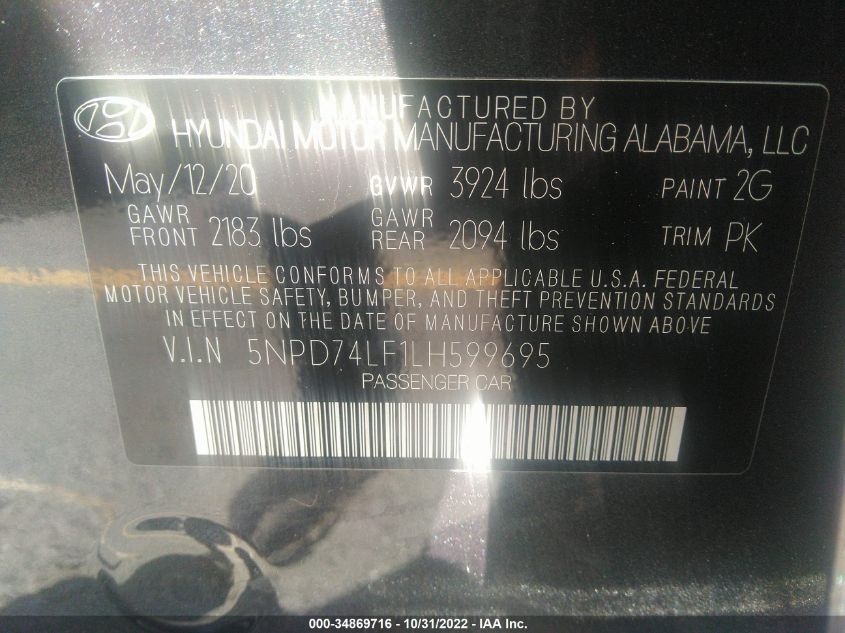 MANUFACTURED BY
HYUNDAI MOTOR MANUFACTURING ALABAMA, LLC
May/12/20 GVWR 3924 lbs PAINT 2G
GAWR FRONT 2183 lbs GAWR REAR 2094 lbs TRIM PK
THIS VEHICLE CONFORMS TO ALL APPLICABLE U.S.A. FEDERAL
MOTOR VEHICLE SAFETY, BUMPER, AND THEFT PREVENTION STANDARDS
IN EFFECT ON THE DATE OF MANUFACTURE SHOWN ABOVE
V.I.N 5NPD74LF1LH599695
PASSENGER CAR
000-34869716 - 10/31/2022 - IAA Inc.